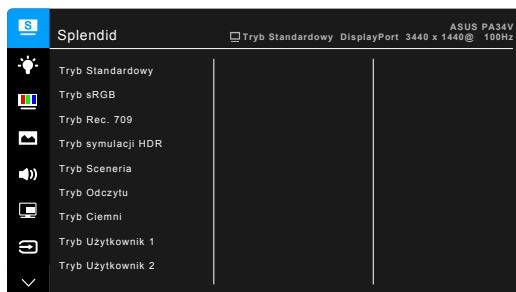 S
Splendid
ASUS PA34V
Tryb Standardowy DisplayPort 3440 x 1440@ 100Hz
Tryb Standardowy
Tryb sRGB
Tryb Rec. 709
Tryb symulacji HDR
Tryb Sceneria
Tryb Odczytu
Tryb Ciemni
Tryb Użytkownik 1
Tryb Użytkownik 2